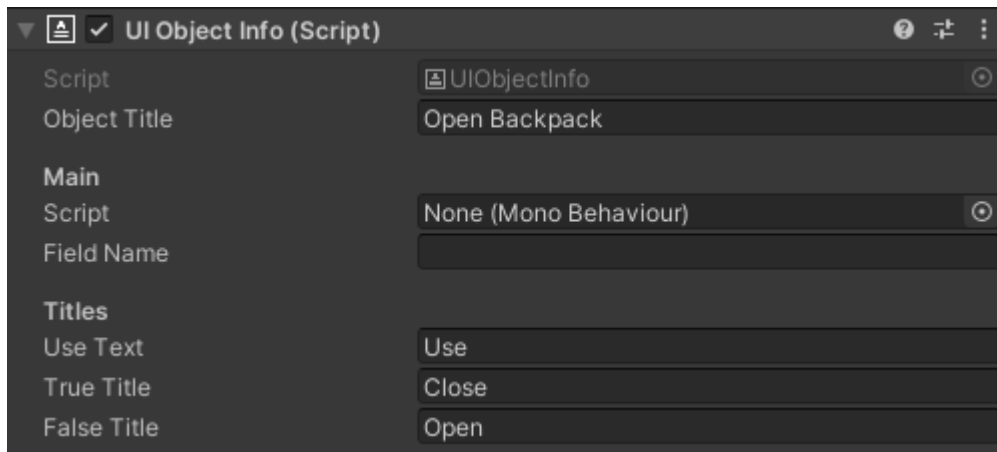 UI Object Info (Script)
Script UIObjectInfo
Object Title Open Backpack
Main
Script None (Mono Behaviour)
Field Name
Titles
Use Text Use
True Title Close
False Title Open